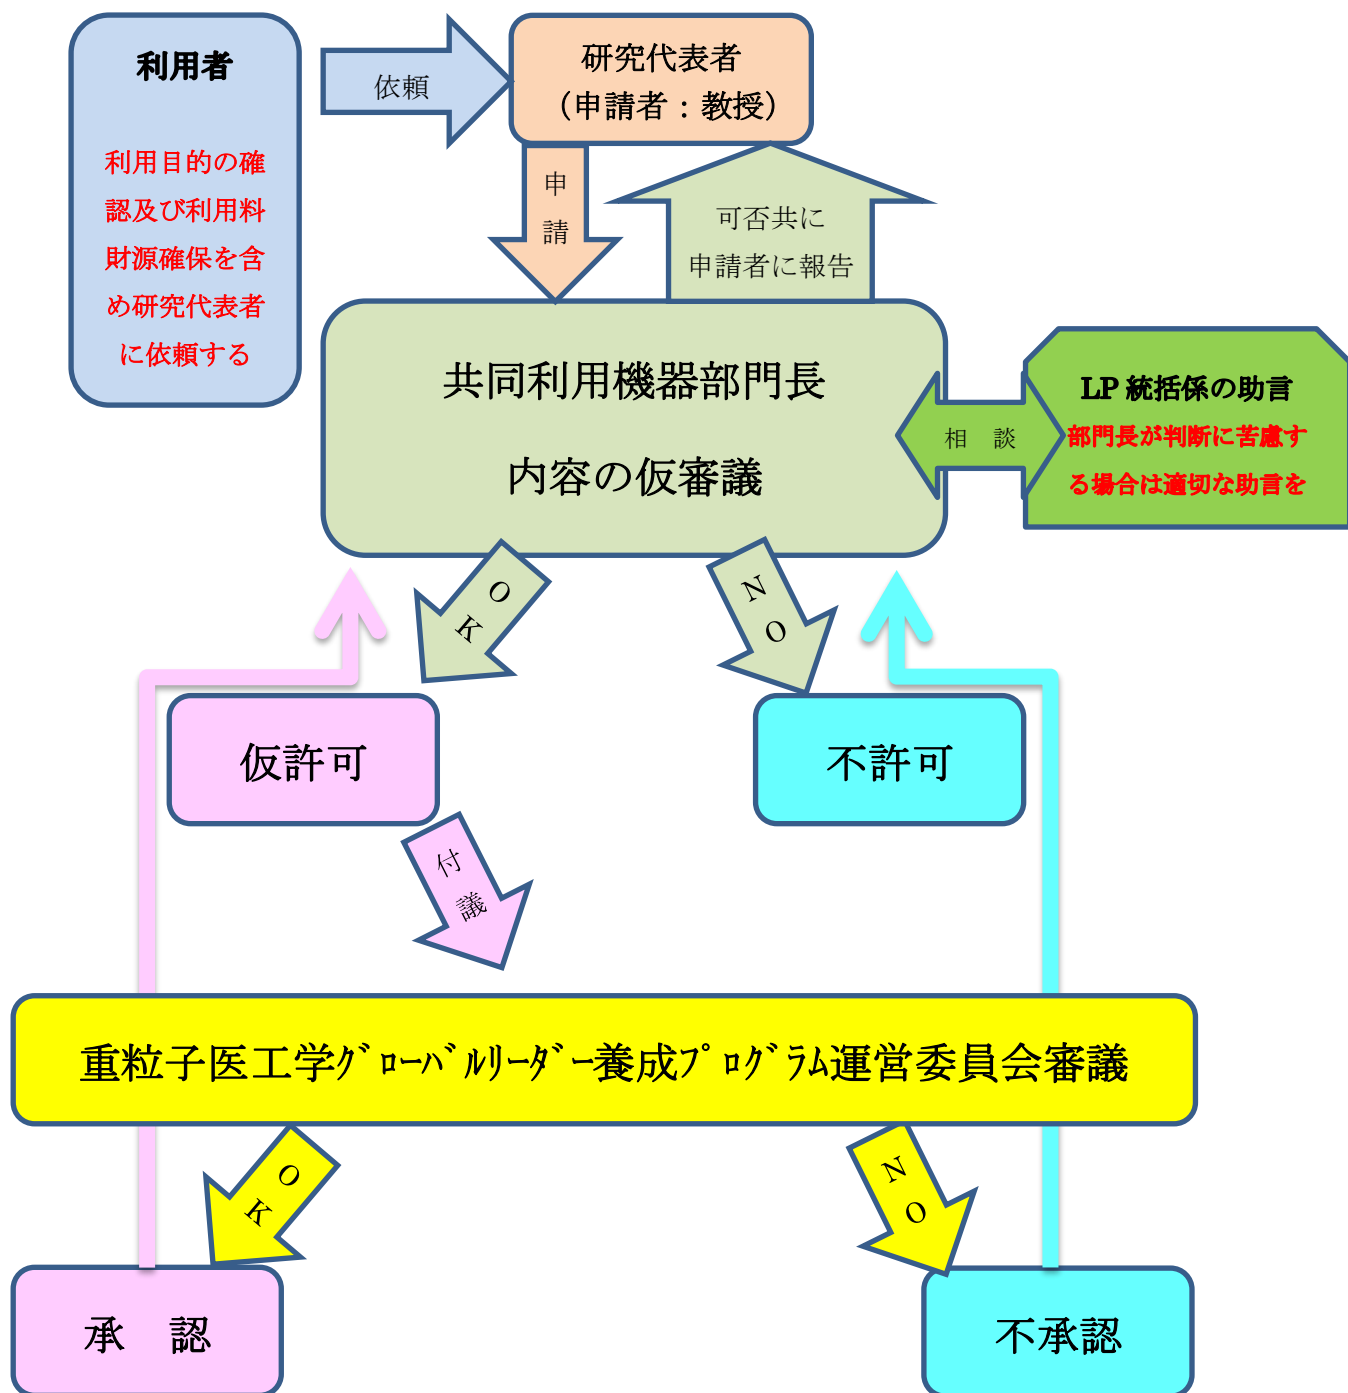 利用者
利用目的の確
認及び利用料
財源確保を含
め研究代表者
に依頼する
依頼
研究代表者
（申請者：教授）
申
請
可否共に
申請者に報告
共同利用機器部門長
内容の仮審議
相　談
LP 統括係の助言
部門長が判断に苦慮す
る場合は適切な助言を
OK
NO
仮許可
不許可
付
議
重粒子医工学ｸﾞﾛｰﾊﾞﾙﾘｰﾀﾞｰ養成ﾌﾟﾛｸﾞﾗﾑ運営委員会審議
OK
NO
承　認
不承認